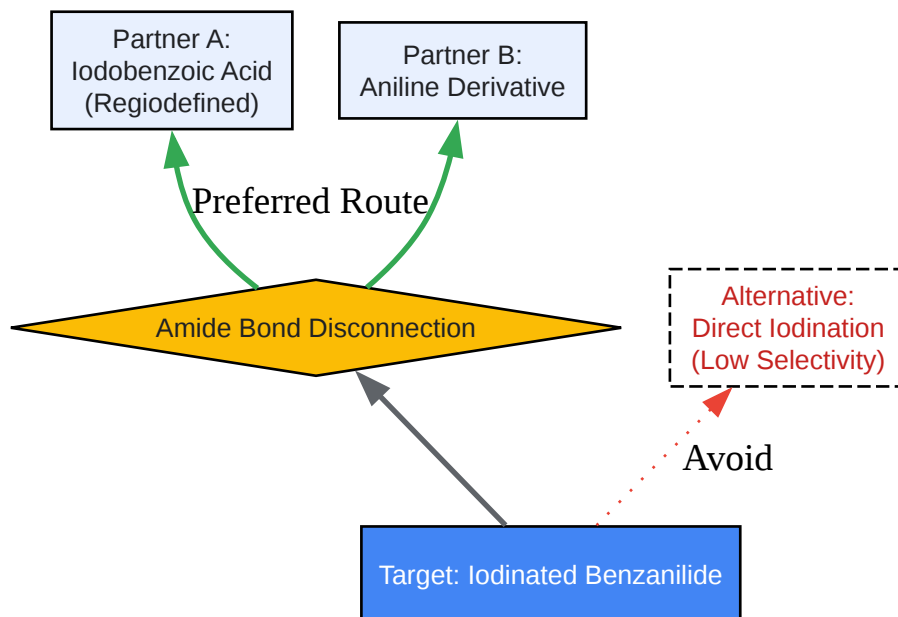 Partner A:
Iodobenzoic Acid
(Regiodefined)
Partner B:
Aniline Derivative
Preferred Route
Amide Bond Disconnection
Alternative:
Direct Iodination
(Low Selectivity)
Avoid
Target: Iodinated Benzanilide